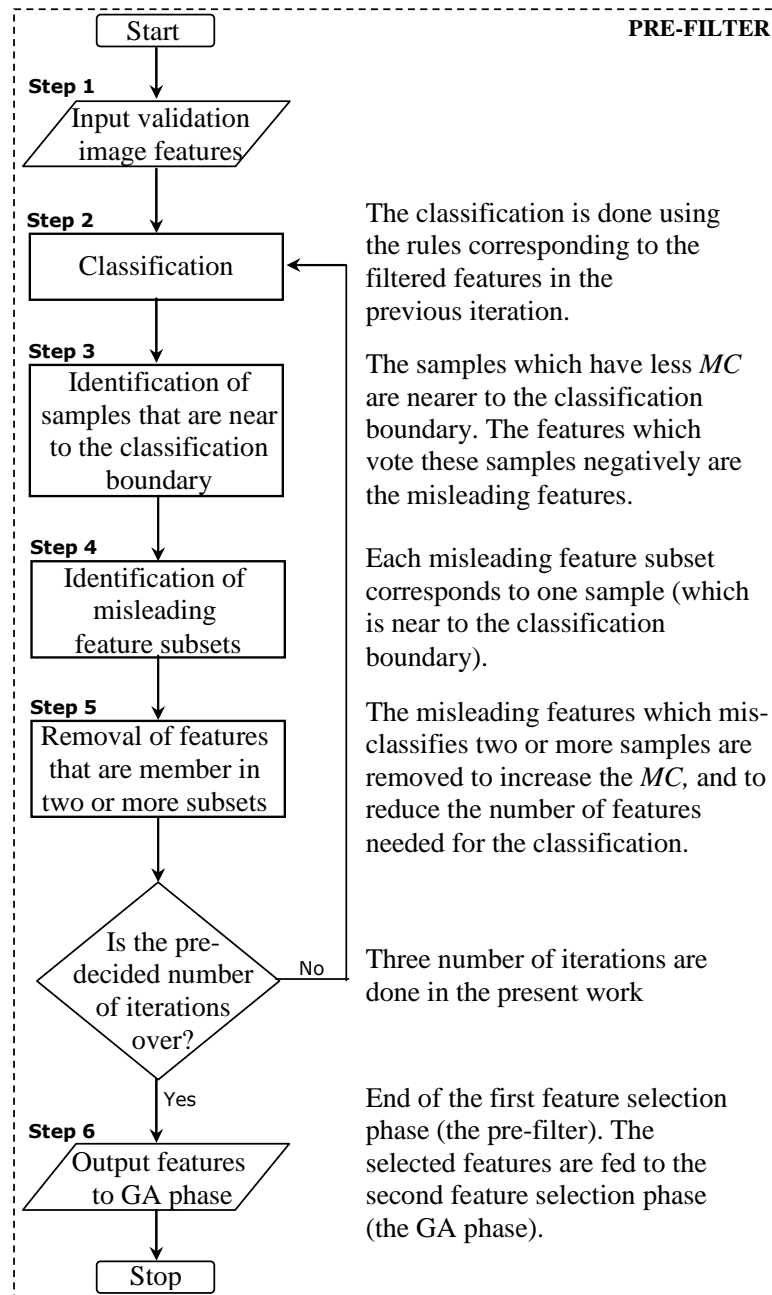 PRE-FILTER
Start
Step 1
Input validation
image features
Step 2
Classification
The classification is done using
the rules corresponding to the
filtered features in the
previous iteration.
Step 3
Identification of
samples that are near
to the classification
boundary
The samples which have less MC
are nearer to the classification
boundary. The features which
vote these samples negatively are
the misleading features.
Step 4
Identification of
misleading
feature subsets
Each misleading feature subset
corresponds to one sample (which
is near to the classification
boundary).
Step 5
Removal of features
that are member in
two or more subsets
The misleading features which mis-
classifies two or more samples are
removed to increase the MC, and to
reduce the number of features
needed for the classification.
Is the pre-
decided number
of iterations
over?
No
Three number of iterations are
done in the present work
Yes
Step 6
Output features
to GA phase
End of the first feature selection
phase (the pre-filter). The
selected features are fed to the
second feature selection phase
(the GA phase).
Stop